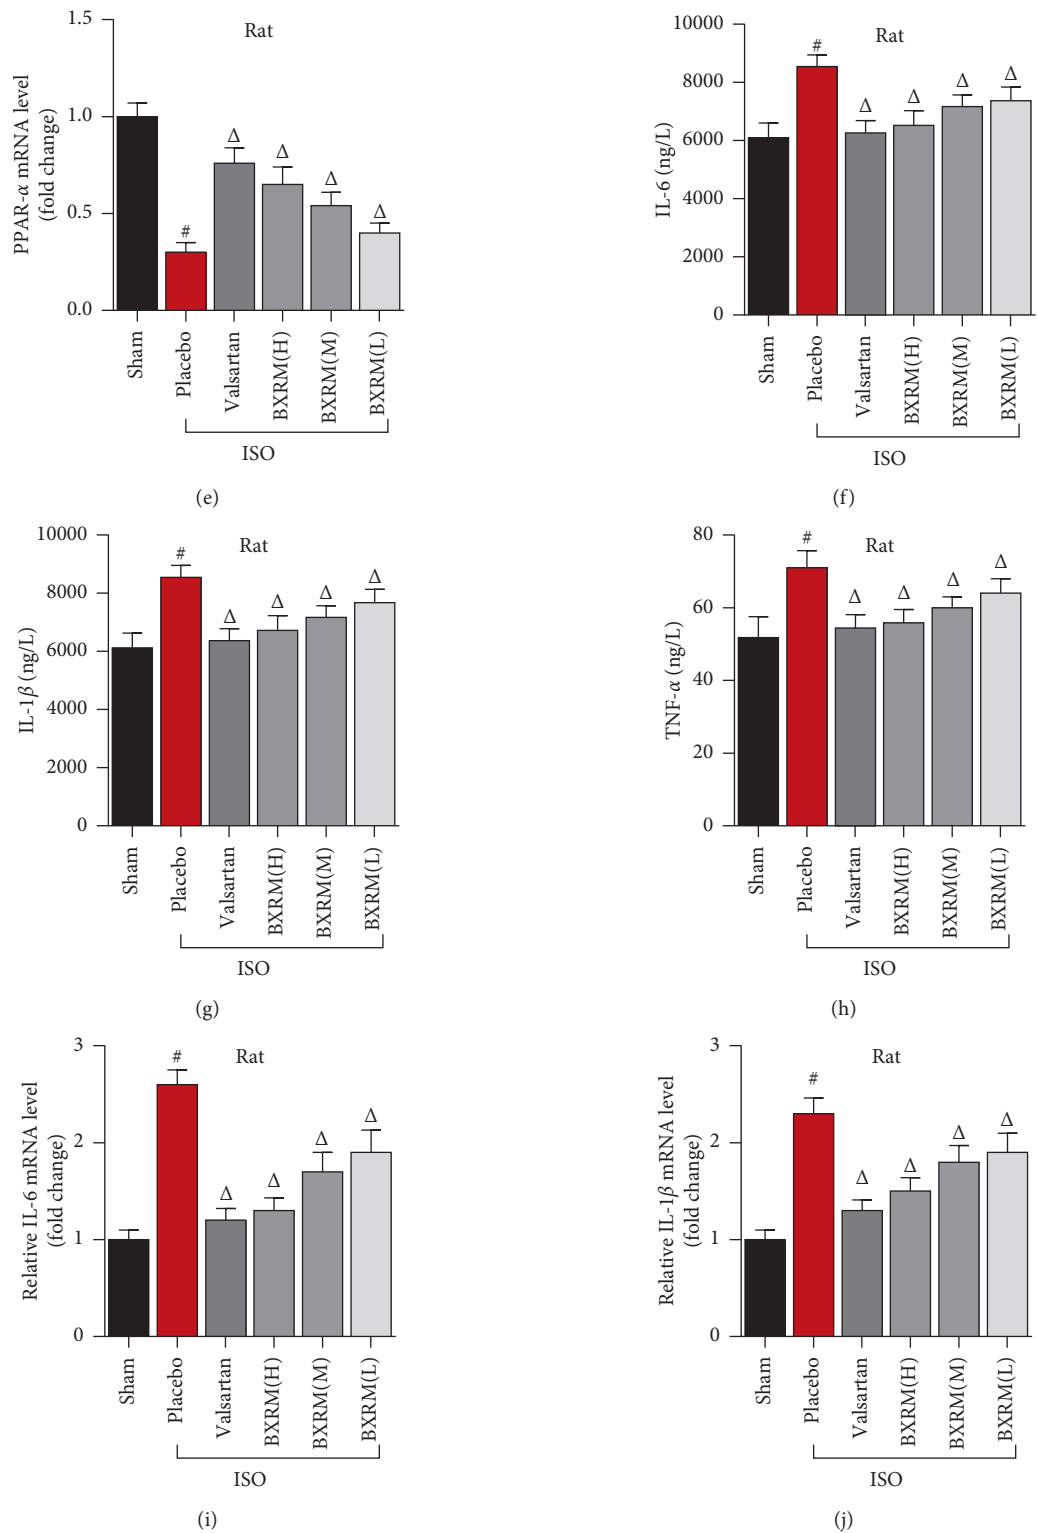 Rat
PPAR-α mRNA level
(fold change)
1.5
1.0
0.5
0.0
#
Δ
Δ
Δ
Δ
Sham
Placebo
Valsartan
BXRM(H)
BXRM(M)
BXRM(L)
ISO
(e)
Rat
IL-6 (ng/L)
10000
8000
6000
4000
2000
0
#
Δ
Δ
Δ
Δ
Sham
Placebo
Valsartan
BXRM(H)
BXRM(M)
BXRM(L)
ISO
(f)
Rat
IL-1β (ng/L)
10000
8000
6000
4000
2000
0
#
Δ
Δ
Δ
Δ
Sham
Placebo
Valsartan
BXRM(H)
BXRM(M)
BXRM(L)
ISO
(g)
Rat
TNF-α (ng/L)
80
60
40
20
0
#
Δ
Δ
Δ
Δ
Sham
Placebo
Valsartan
BXRM(H)
BXRM(M)
BXRM(L)
ISO
(h)
Rat
Relative IL-6 mRNA level
(fold change)
3
2
1
0
#
Δ
Δ
Δ
Δ
Sham
Placebo
Valsartan
BXRM(H)
BXRM(M)
BXRM(L)
ISO
(i)
Rat
Relative IL-1β mRNA level
(fold change)
3
2
1
0
#
Δ
Δ
Δ
Δ
Sham
Placebo
Valsartan
BXRM(H)
BXRM(M)
BXRM(L)
ISO
(j)